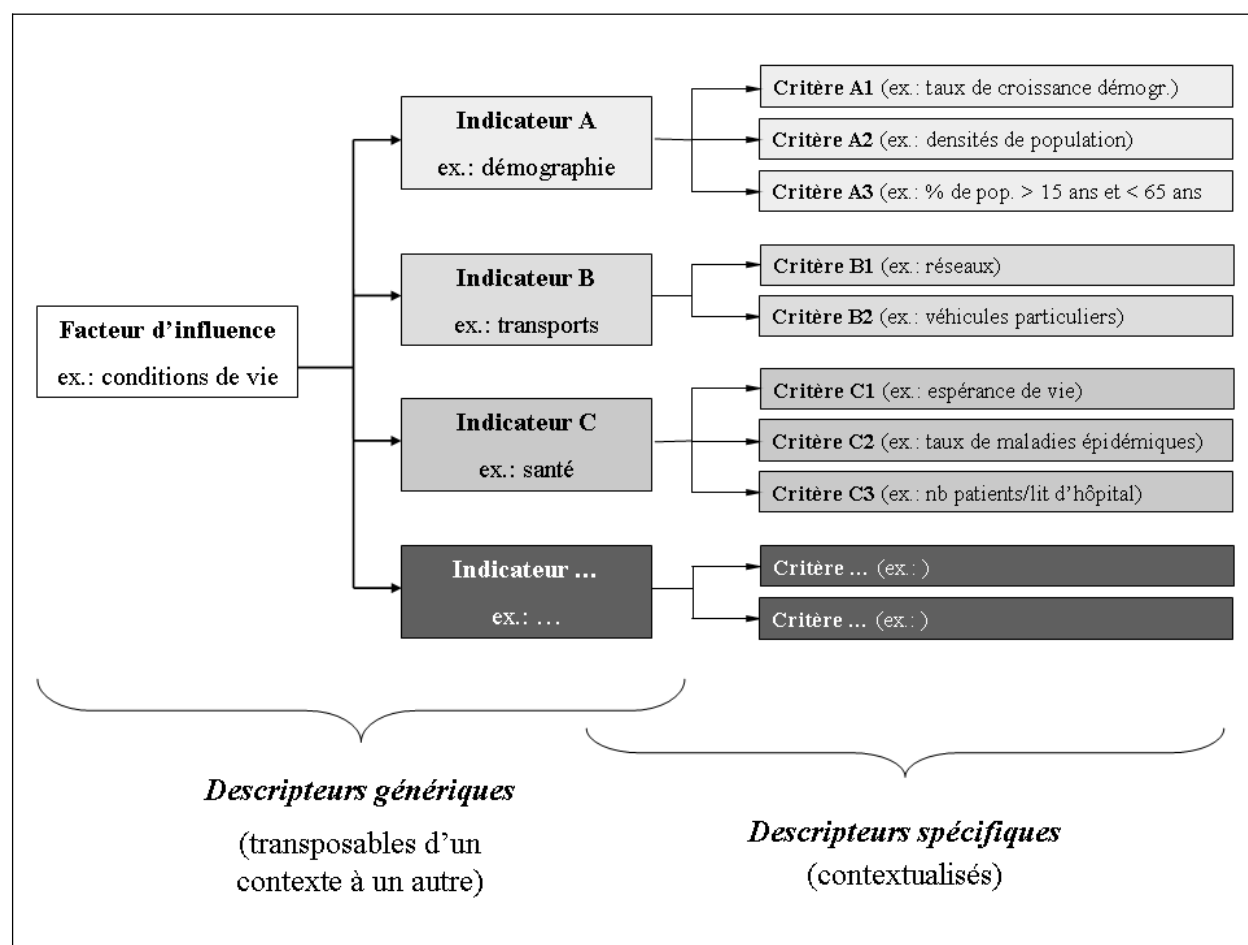 Facteur d'influence
ex.: conditions de vie
Indicateur A
ex.: démographie
Critère A1 (ex.: taux de croissance démogr.)
Critère A2 (ex.: densités de population)
Critère A3 (ex.: % de pop. > 15 ans et < 65 ans
Indicateur B
ex.: transports
Critère B1 (ex.: réseaux)
Critère B2 (ex.: véhicules particuliers)
Indicateur C
ex.: santé
Critère C1 (ex.: espérance de vie)
Critère C2 (ex.: taux de maladies épidémiques)
Critère C3 (ex.: nb patients/lit d'hôpital)
Indicateur …
ex.: …
Critère … (ex.: )
Critère … (ex.: )
Descripteurs génériques
(transposables d'un
contexte à un autre)
Descripteurs spécifiques
(contextualisés)